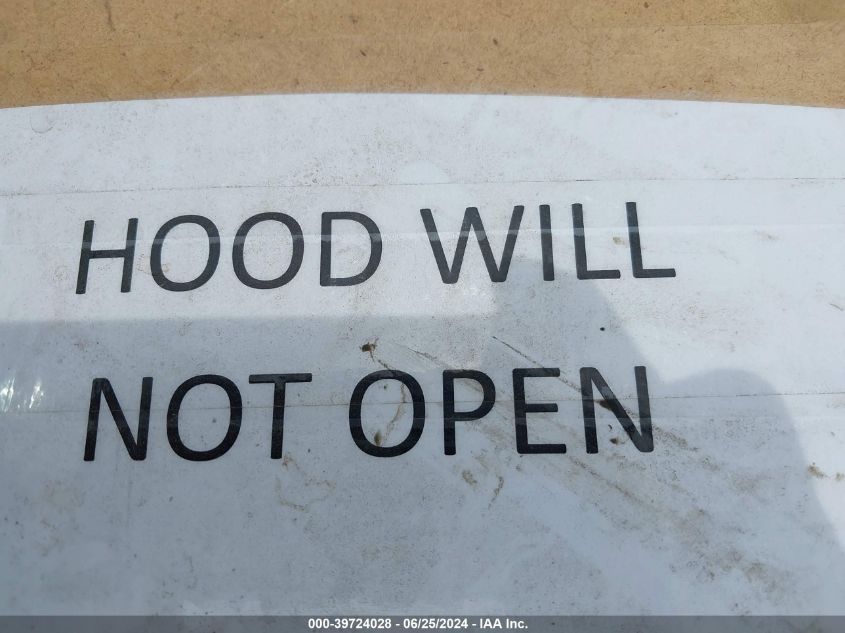 HOOD WILL
NOT OPEN
000-39724028 - 06/25/2024 - IAA Inc.